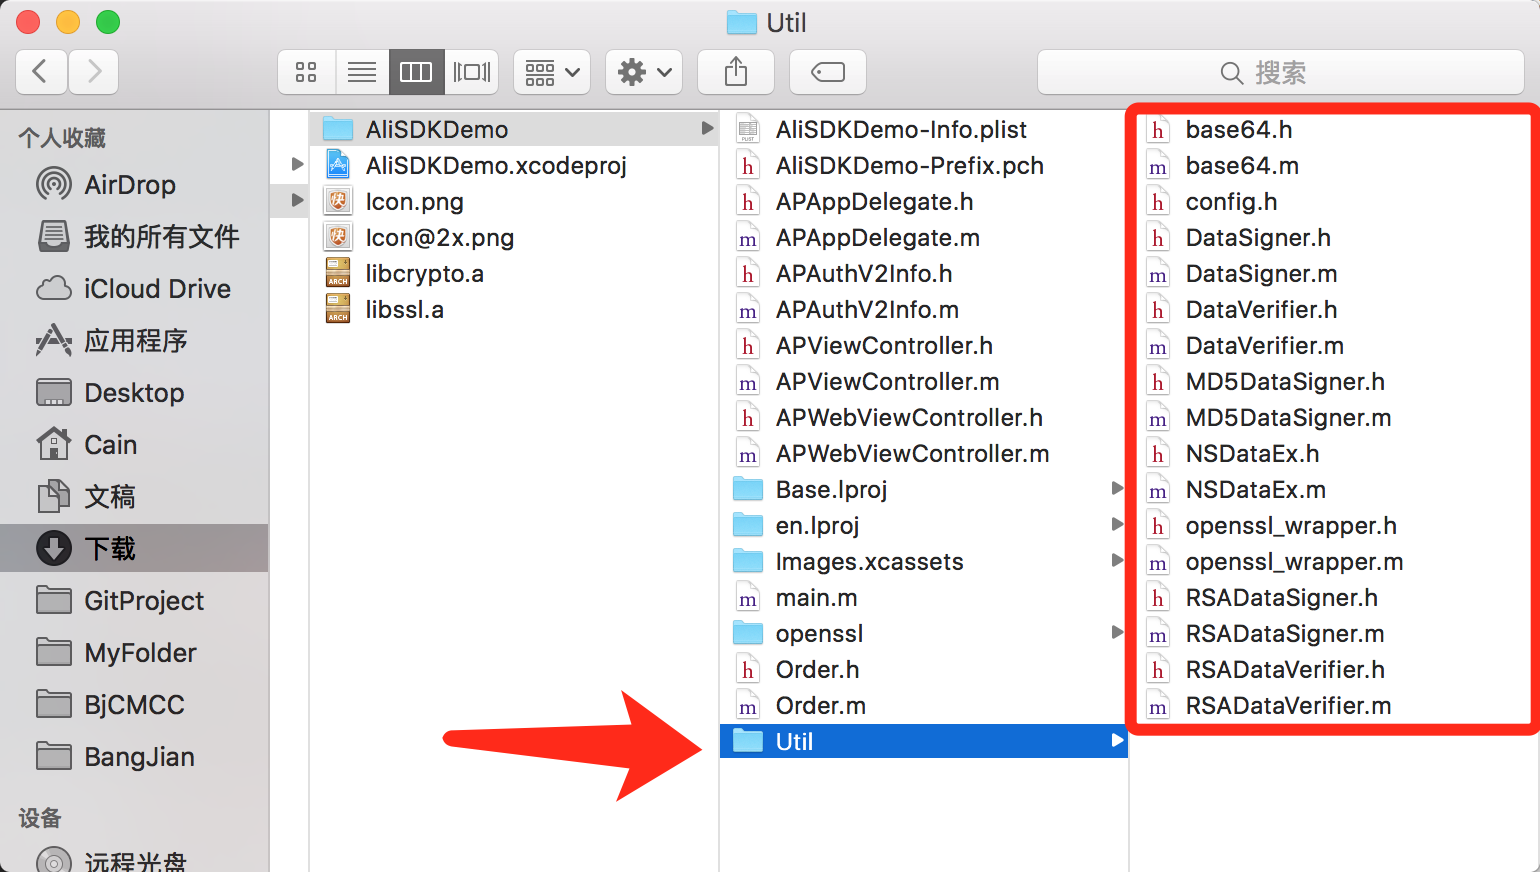 Util
搜索
个人收藏
AirDrop
我的所有文件
iCloud Drive
应用程序
Desktop
Cain
文稿
下载
GitProject
MyFolder
BjCMCC
BangJian
设备
远程光盘
AliSDKDemo
AliSDKDemo.xcodeproj
Icon.png
Icon@2x.png
libcrypto.a
libssl.a
AliSDKDemo-Info.plist
AliSDKDemo-Prefix.pch
APAppDelegate.h
APAppDelegate.m
APAuthV2Info.h
APAuthV2Info.m
APViewController.h
APViewController.m
APWebViewController.h
APWebViewController.m
Base.lproj
en.lproj
Images.xcassets
main.m
openssl
Order.h
Order.m
Util
base64.h
base64.m
config.h
DataSigner.h
DataSigner.m
DataVerifier.h
DataVerifier.m
MD5DataSigner.h
MD5DataSigner.m
NSDataEx.h
NSDataEx.m
openssl_wrapper.h
openssl_wrapper.m
RSADataSigner.h
RSADataSigner.m
RSADataVerifier.h
RSADataVerifier.m